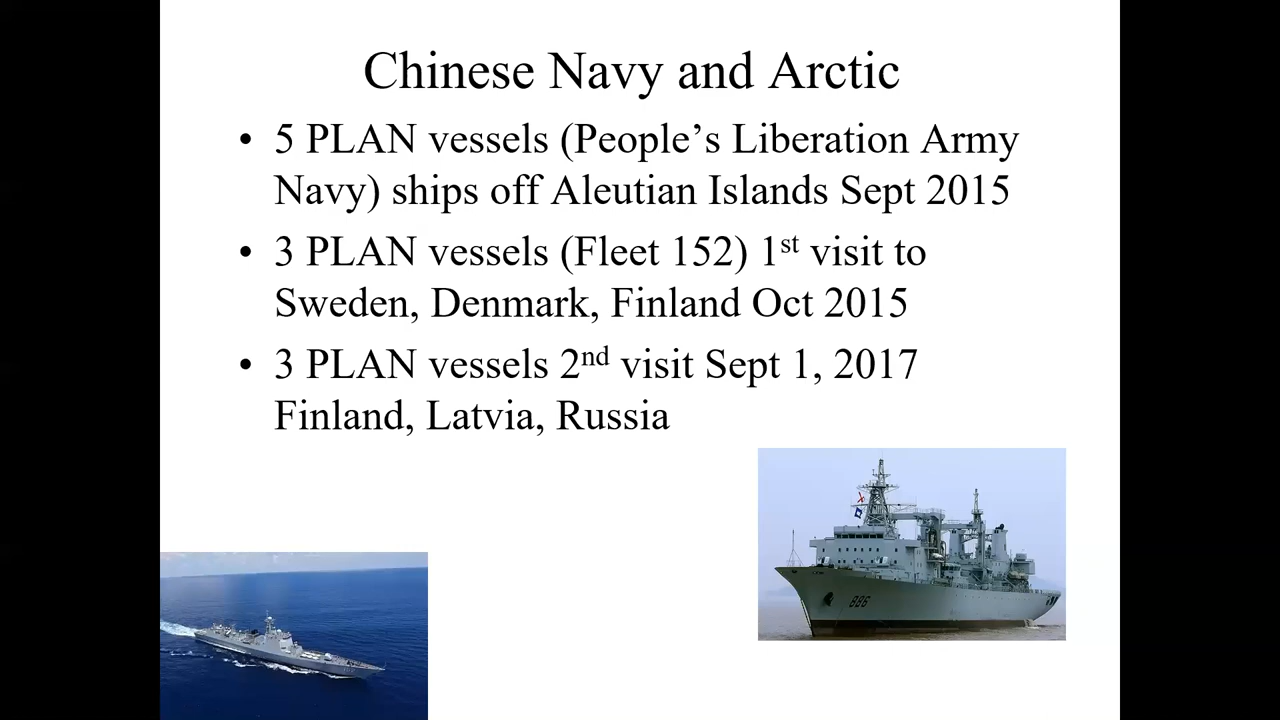 Chinese Navy and Arctic
• 5 PLAN vessels (People’s Liberation Army
Navy) ships off Aleutian Islands Sept 2015
• 3 PLAN vessels (Fleet 152) 1st visit to
Sweden, Denmark, Finland Oct 2015
• 3 PLAN vessels 2nd visit Sept 1, 2017
Finland, Latvia, Russia
886